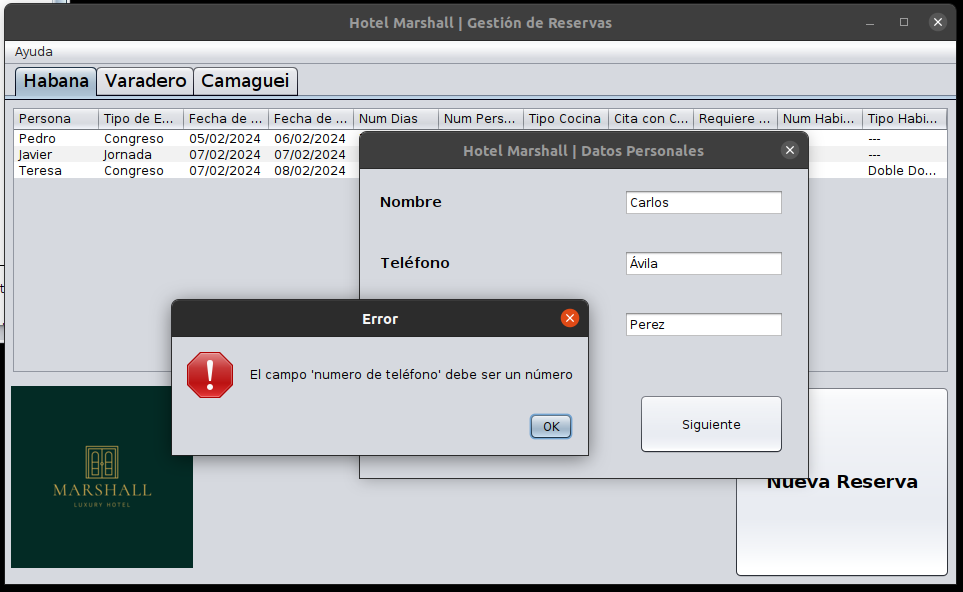 Hotel Marshall | Gestión de Reservas
Ayuda
Habana Varadero Camaguei
Persona Tipo de E... Fecha de ... Fecha de ... Num Dias Num Pers... Tipo Cocina Cita con C... Requiere ... Num Habi... Tipo Habi...
Pedro Congreso 05/02/2024 06/02/2024 ---
Javier Jornada 07/02/2024 07/02/2024 ---
Teresa Congreso 07/02/2024 08/02/2024 Doble Do...
Hotel Marshall | Datos Personales
Nombre Carlos
Teléfono Ávila
Perez
Error
El campo 'numero de teléfono' debe ser un número
OK
Siguiente
Nueva Reserva
MARSHALL
LUXURY HOTEL